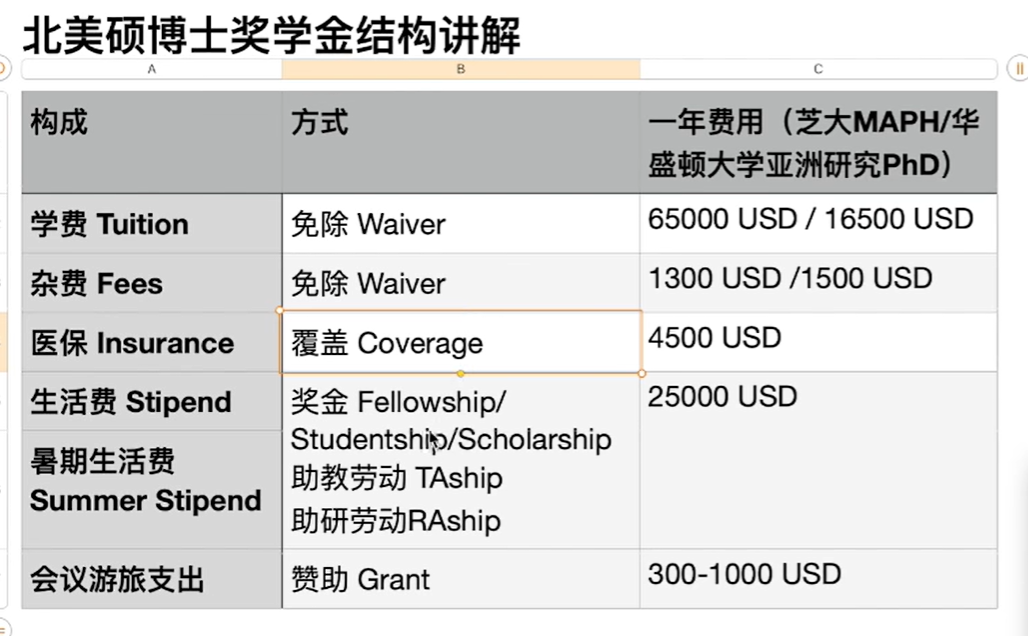 北美硕博士奖学金结构讲解
A B C
构成 方式 一年费用（芝大MAPH/华
盛顿大学亚洲研究PhD）
学费 Tuition 免除 Waiver 65000 USD / 16500 USD
杂费 Fees 免除 Waiver 1300 USD /1500 USD
医保 Insurance 覆盖 Coverage 4500 USD
生活费 Stipend 奖金 Fellowship/ 25000 USD
Studentship/Scholarship
暑期生活费 助教劳动 TAship
Summer Stipend 助研劳动RAship
会议游旅支出 赞助 Grant 300-1000 USD